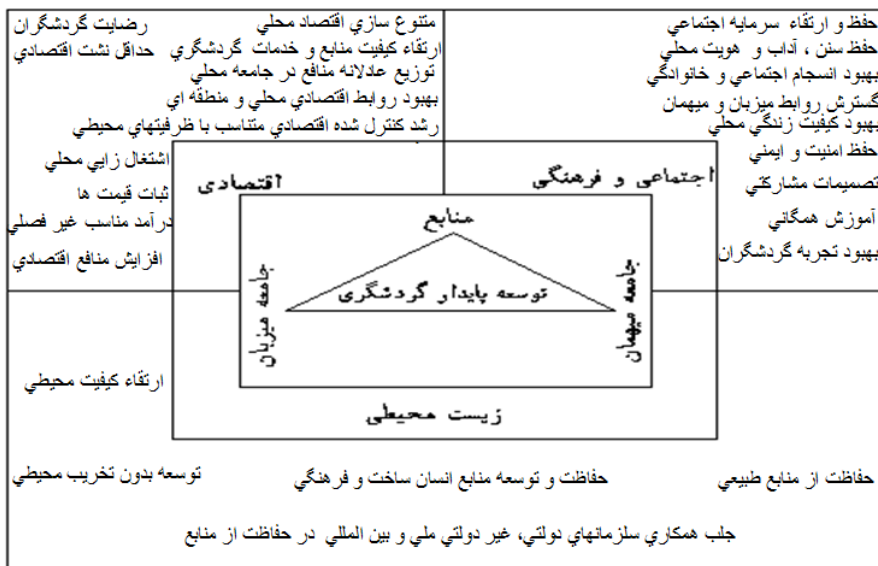 حفظ و ارتقاء سرمايه اجتماعي
حفظ سنن ، آداب و هويت محلي
بهبود انسجام اجتماعي و خانوادگي
گسترش روابط ميزبان و ميهمان
بهبود كيفيت زندگي محلي
حفظ امنيت و ايمني
تصميمات مشاركتي
آموزش همگاني
بهبود تجربه گردشگران
متنوع سازي اقتصاد محلي
رضايت گردشگران
ارتقاء كيفيت منابع و خدمات گردشگري
حداقل نشت اقتصادي
توزيع عادلانه منافع در جامعه محلي
بهبود روابط اقتصادي محلي و منطقه اي
رشد كنترل شده اقتصادي متناسب با ظرفيتهاي محيطي
اشتغال زايي محلي
ثبات قيمت ها
درآمد مناسب غير فصلي
افزايش منافع اقتصادي
اجتماعی و فرهنگی
اقتصادی
منابع
جامعه میهمان
توسعه پایدار گردشگری
جامعه میزبان
زیست محیطی
ارتقاء كيفيت محيطي
حفاظت از منابع طبيعي
حفاظت و توسعه منابع انسان ساخت و فرهنگي
توسعه بدون تخريب محيطي
جلب همكاري سلزمانهاي دولتي، غير دولتي ملي و بين المللي در حفاظت از منابع